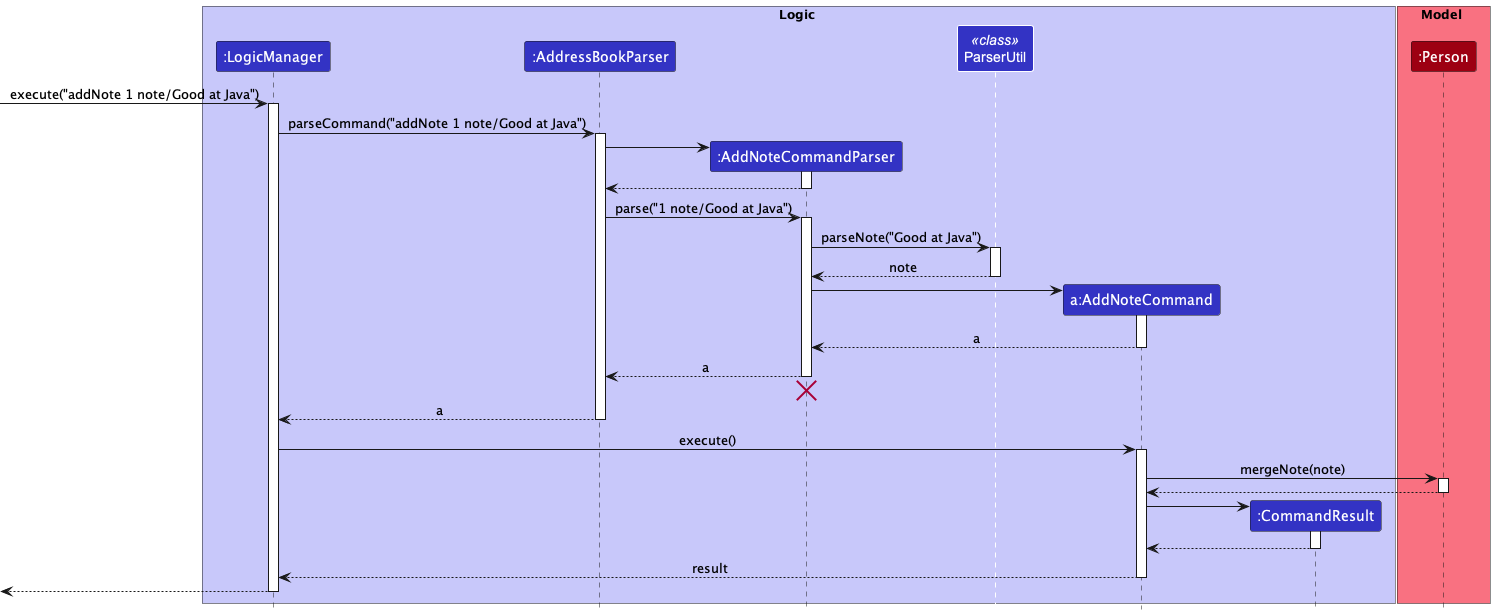 Logic
Model
:LogicManager
:AddressBookParser
«class»
ParserUtil
:Person
execute("addNote 1 note/Good at Java")
parseCommand("addNote 1 note/Good at Java")
:AddNoteCommandParser
parse("1 note/Good at Java")
parseNote("Good at Java")
note
a:AddNoteCommand
a
a
a
execute()
mergeNote(note)
:CommandResult
result